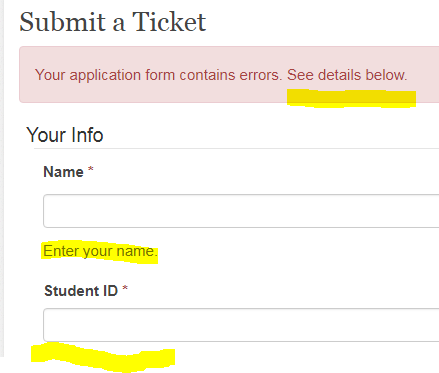 Submit a Ticket
Your application form contains errors. See details below.
Your Info
Name *
Enter your name.
Student ID *